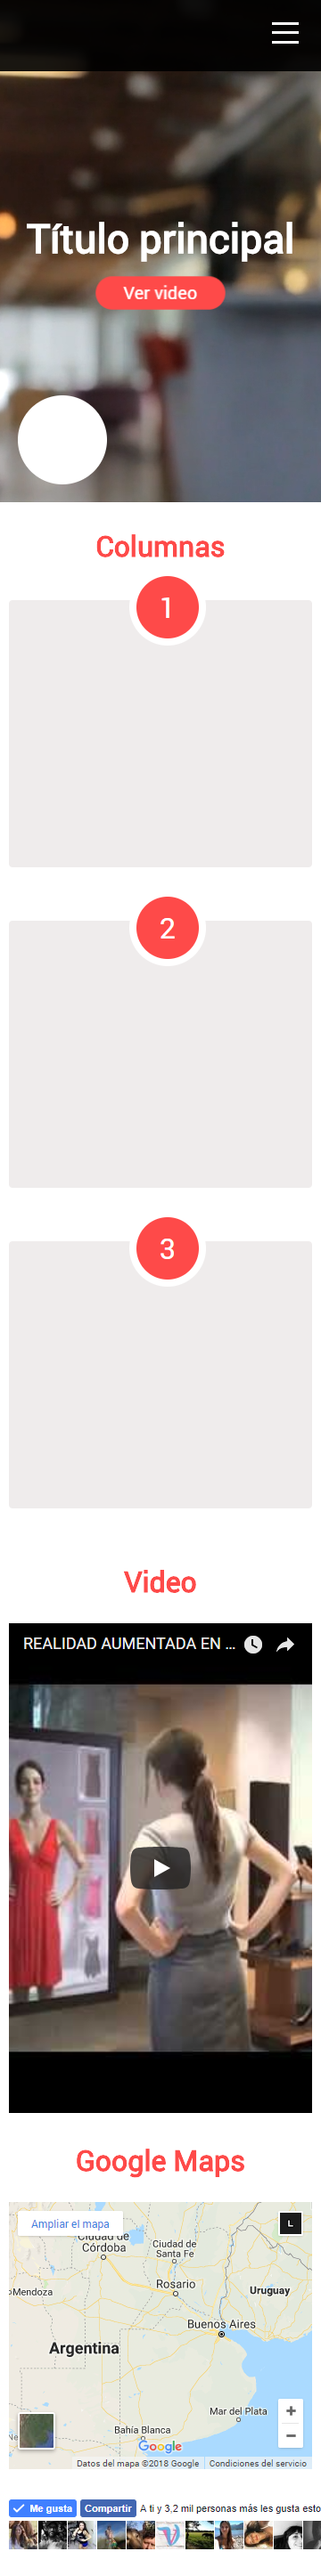 Título principal
Ver video
Columnas
1
2
3
Video
REALIDAD AUMENTADA EN ...
Google Maps
Ampliar el mapa
L
Ciudad de
Córdoba
Ciudad de
Santa Fe
Mendoza
Rosario
Uruguay
Buenos Aires
Argentina
Mar del Plata
Bahía Blanca
Google
Datos del mapa ©2018 Google
Condiciones del servicio
Me gusta
Compartir
A ti y 3,2 mil personas más les gusta esto